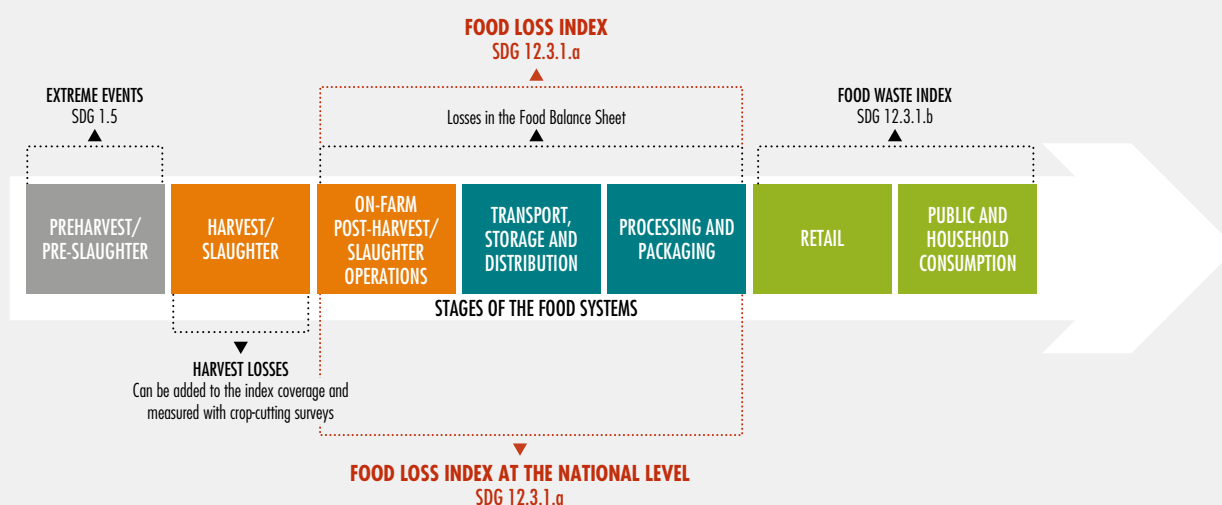 FOOD LOSS INDEX
SDG 12.3.1.a
EXTREME EVENTS
SDG 1.5
Losses in the Food Balance Sheet
FOOD WASTE INDEX
SDG 12.3.1.b
PREHARVEST/
PRE-SLAUGHTER
HARVEST/
SLAUGHTER
ON-FARM
POST-HARVEST/
SLAUGHTER
OPERATIONS
TRANSPORT,
STORAGE AND
DISTRIBUTION
PROCESSING AND
PACKAGING
RETAIL
PUBLIC AND
HOUSEHOLD
CONSUMPTION
STAGES OF THE FOOD SYSTEMS
HARVEST LOSSES
Can be added to the index coverage and
measured with crop-cutting surveys
FOOD LOSS INDEX AT THE NATIONAL LEVEL
SDG 12.3.1.a